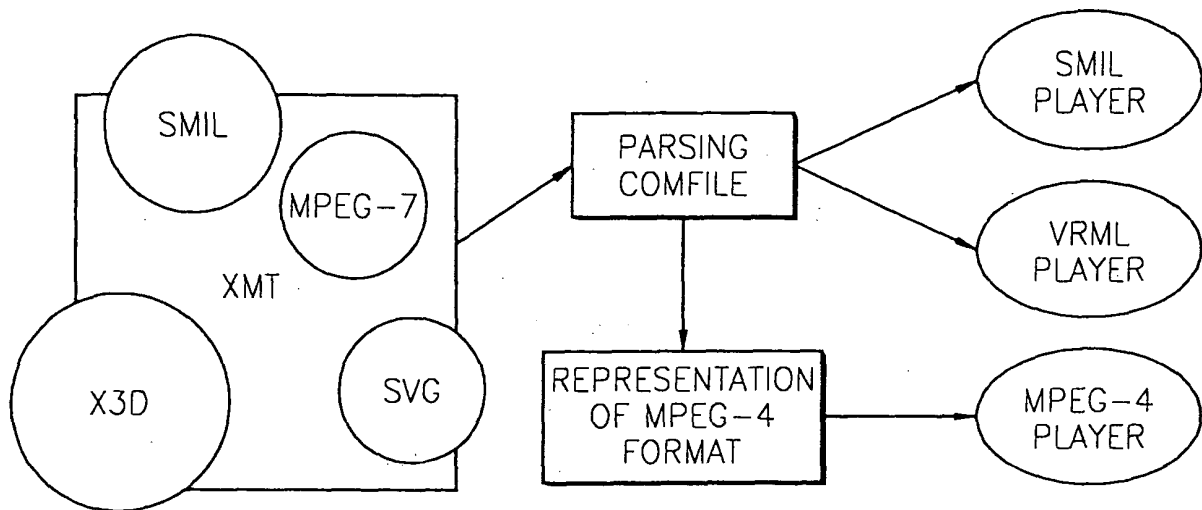 SMIL
MPEG-7
XMT
X3D
SVG
PARSING
COMFILE
REPRESENTATION
OF MPEG-4
FORMAT
SMIL
PLAYER
VRML
PLAYER
MPEG-4
PLAYER